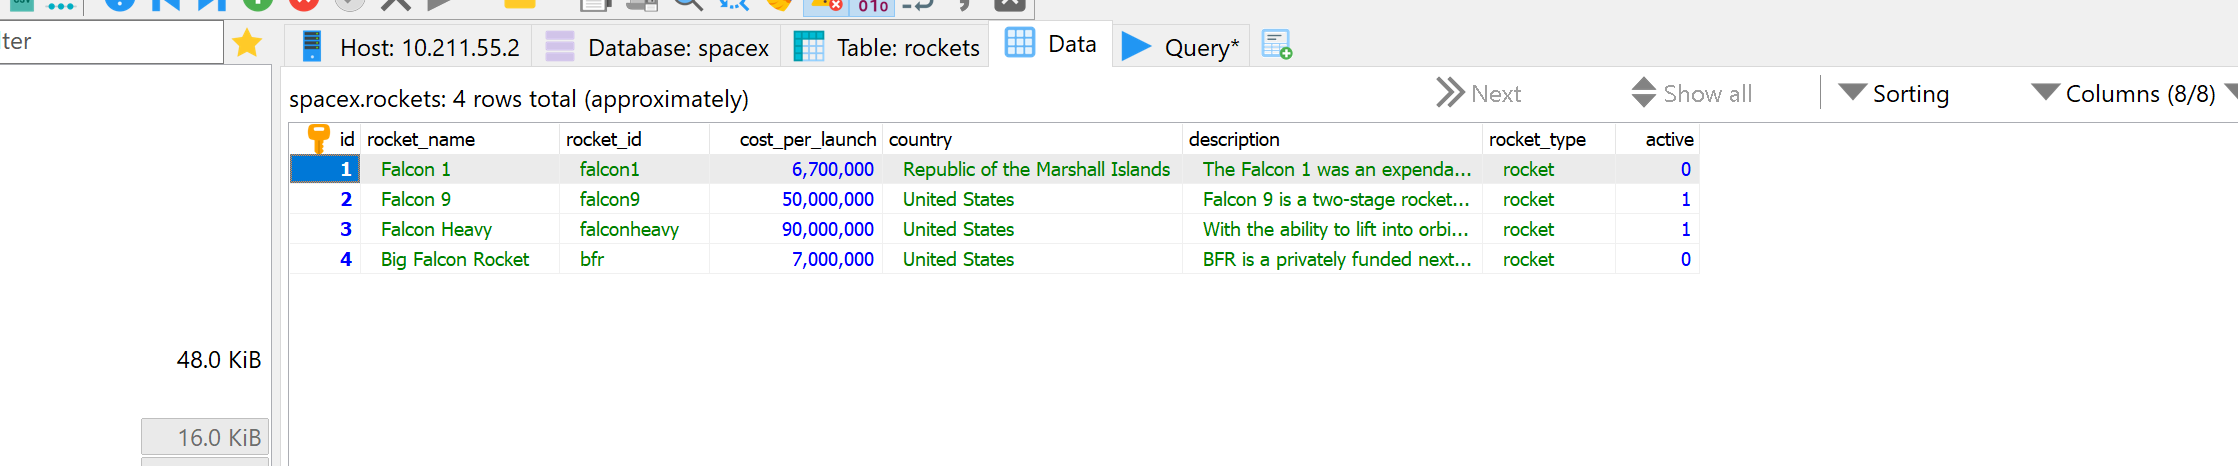 010
lter
Host: 10.211.55.2 Database: spacex Table: rockets Data Query*
spacex.rockets: 4 rows total (approximately) Next Show all Sorting Columns (8/8)
id rocket_name rocket_id cost_per_launch country description rocket_type active
1 Falcon 1 falcon1 6,700,000 Republic of the Marshall Islands The Falcon 1 was an expenda... rocket 0
2 Falcon 9 falcon9 50,000,000 United States Falcon 9 is a two-stage rocket... rocket 1
3 Falcon Heavy falconheavy 90,000,000 United States With the ability to lift into orbi... rocket 1
4 Big Falcon Rocket bfr 7,000,000 United States BFR is a privately funded next... rocket 0
48.0 KiB
16.0 KiB